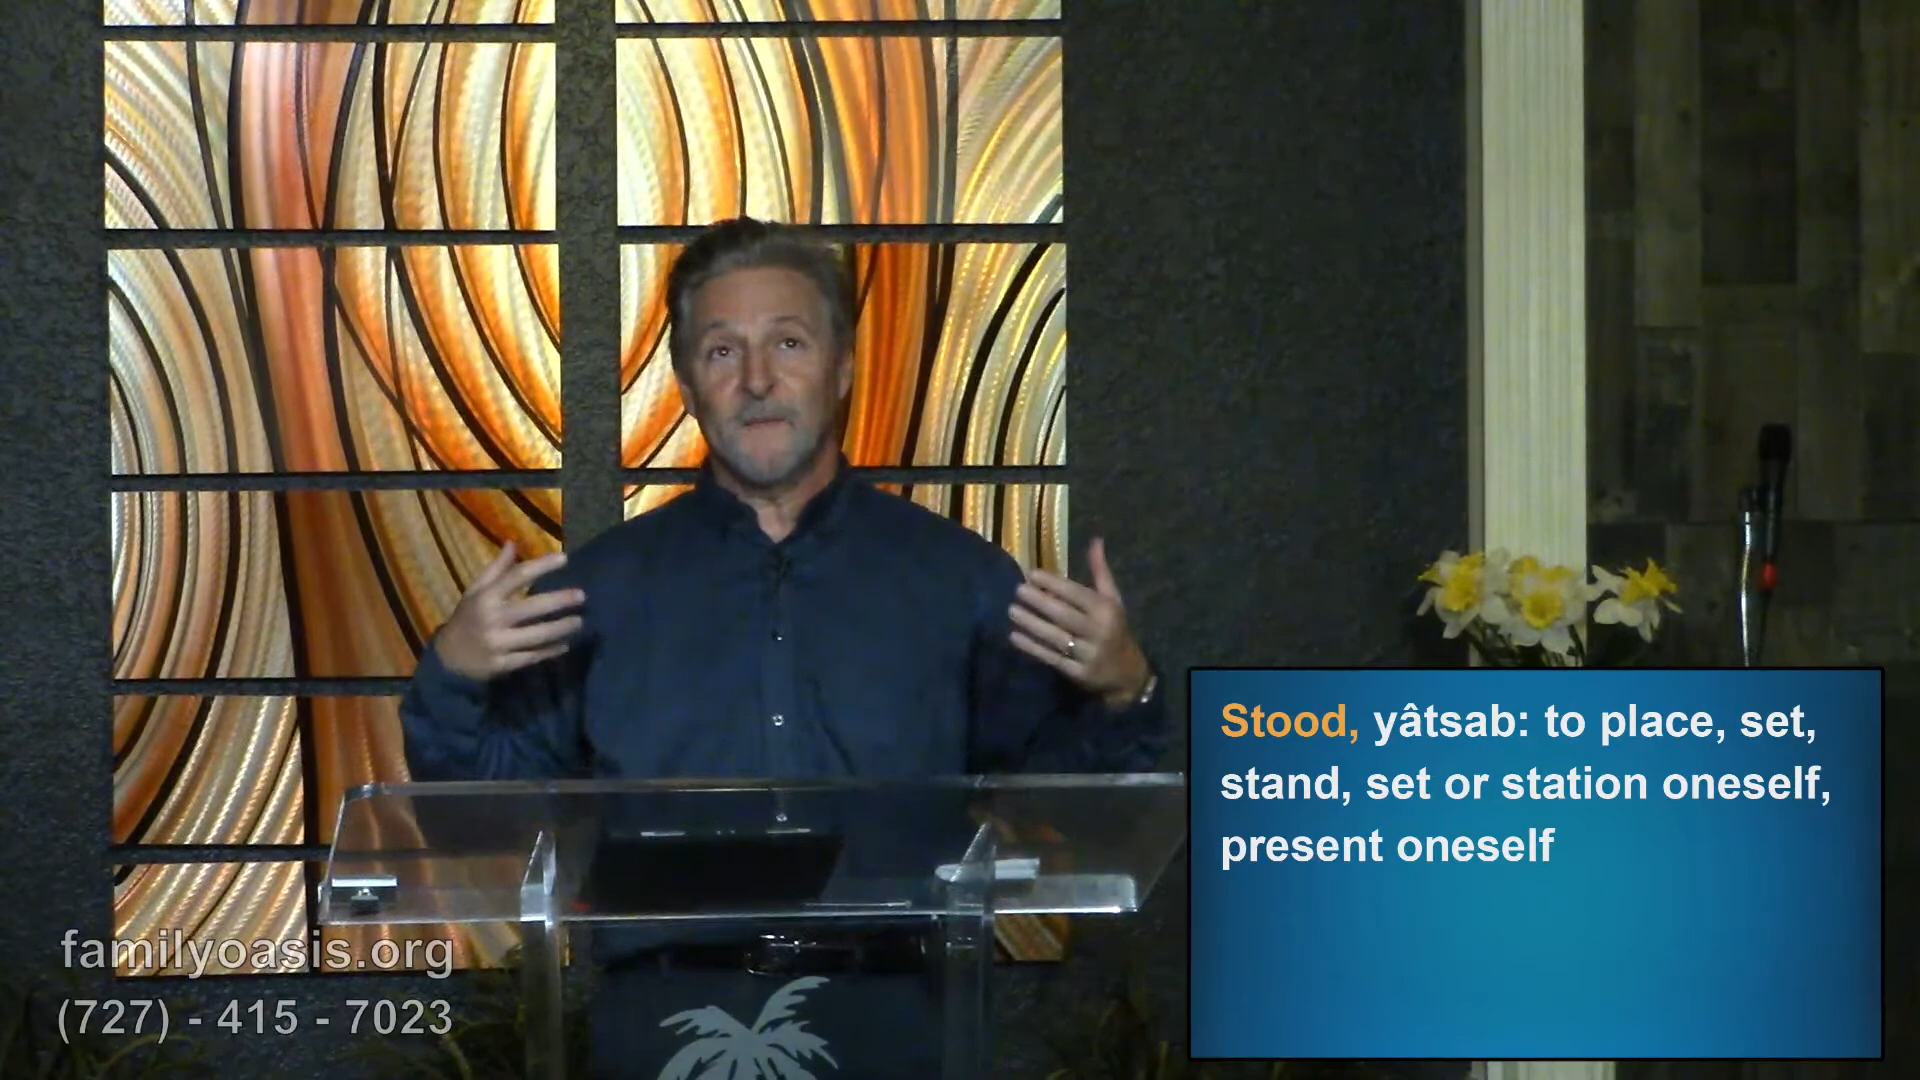 Stood, yâtsab: to place, set,
stand, set or station oneself,
present oneself
familyoasis.org
(727) - 415 - 7023